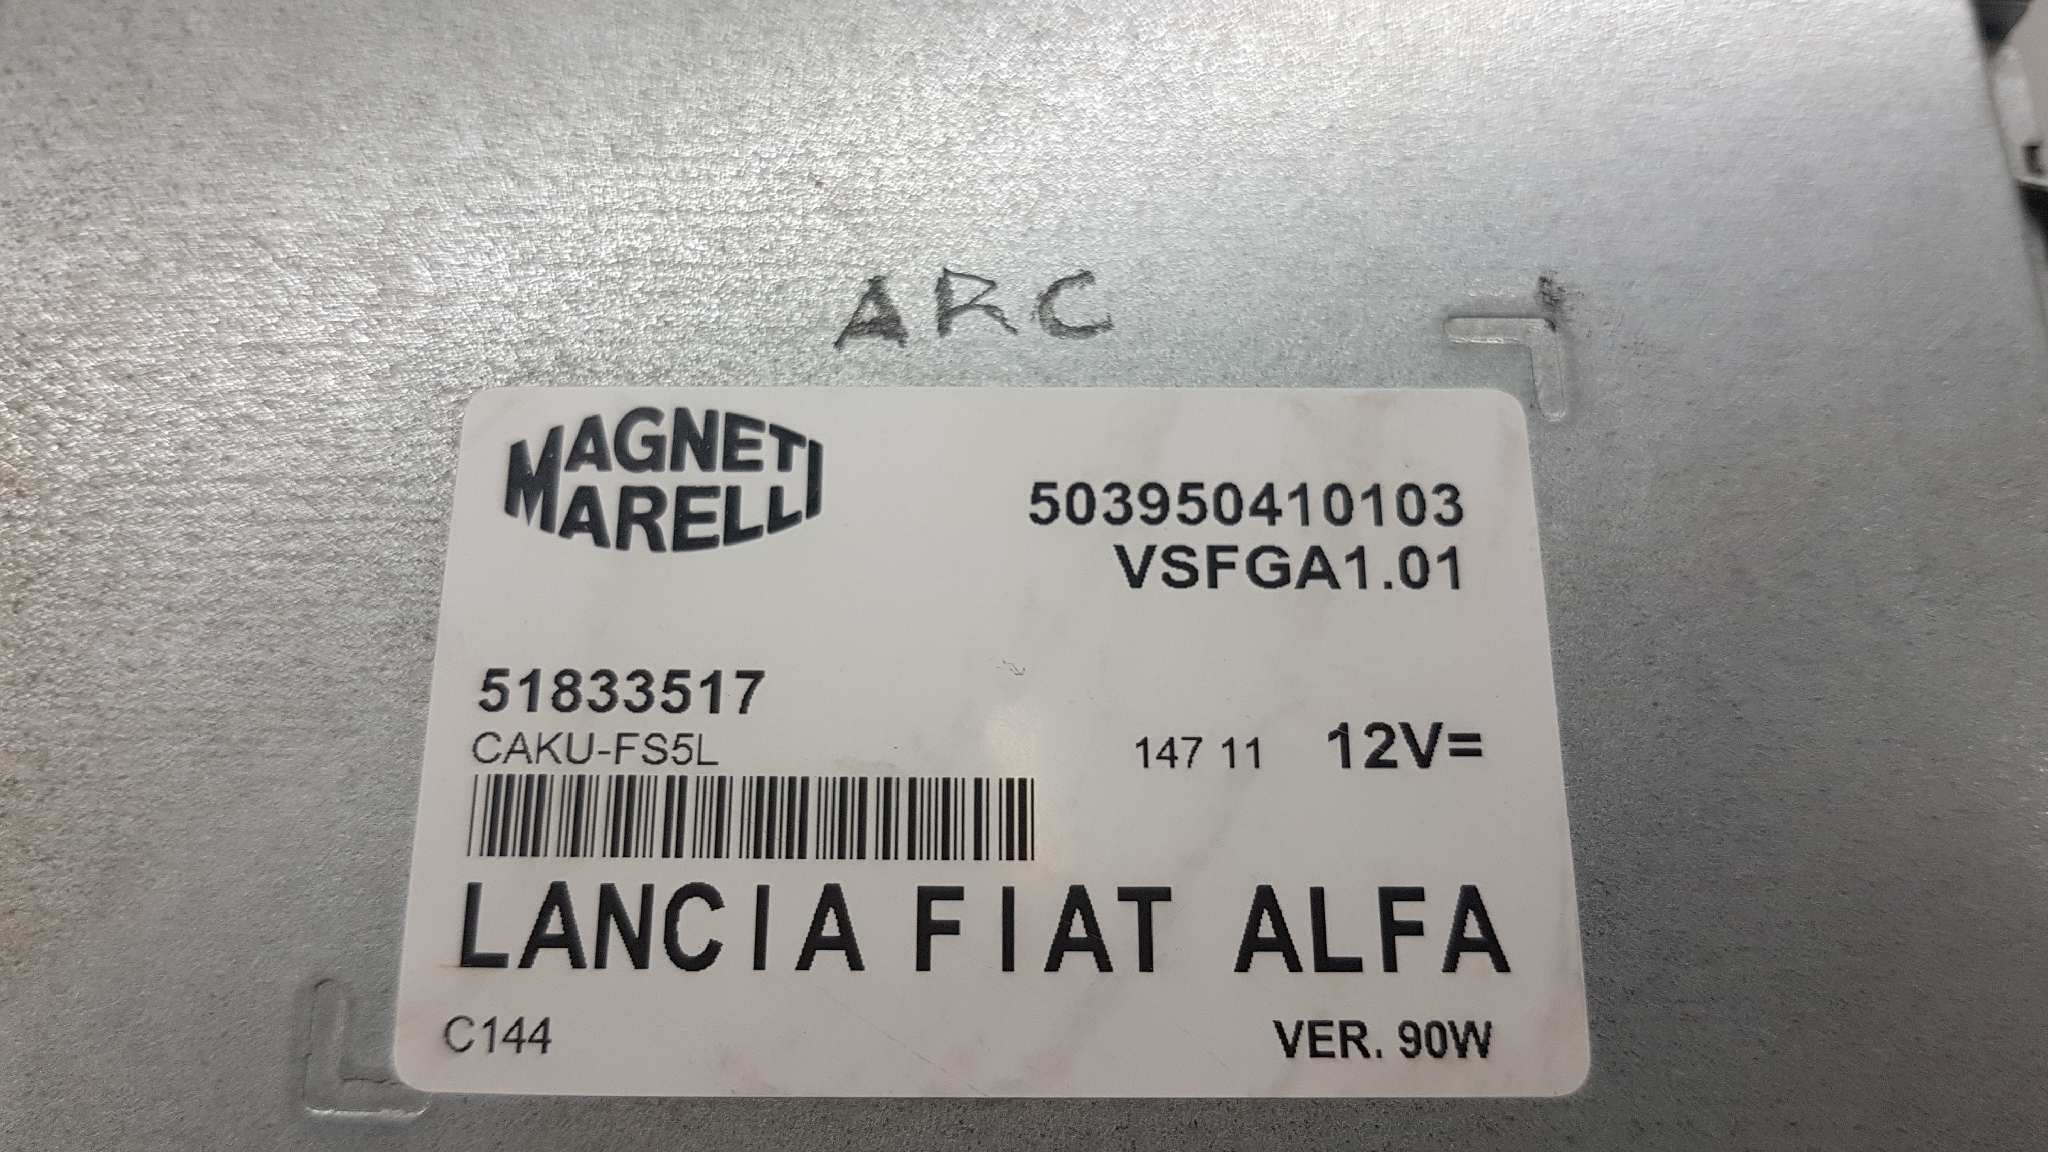 ARC
MAGNETI
MARELLI
503950410103
VSFGA1.01
51833517
CAKU-FS5L
147 11 12V=
LANCIA FIAT ALFA
C144 VER. 90W